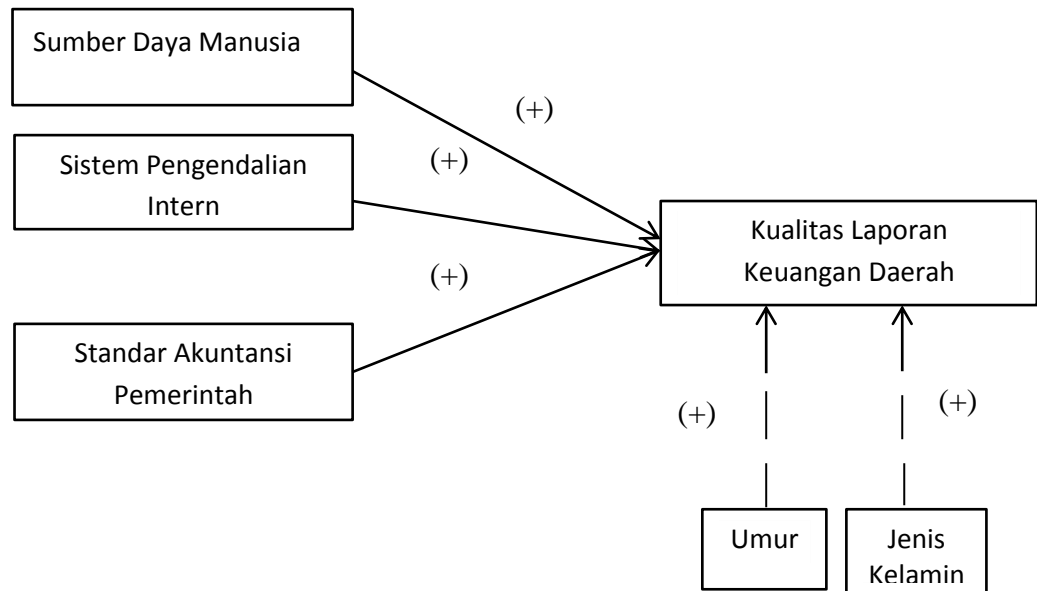 Sumber Daya Manusia
(+)
Sistem Pengendalian
Intern
(+)
Kualitas Laporan
Keuangan Daerah
(+)
Standar Akuntansi
Pemerintah
(+)
(+)
Umur
Jenis
Kelamin